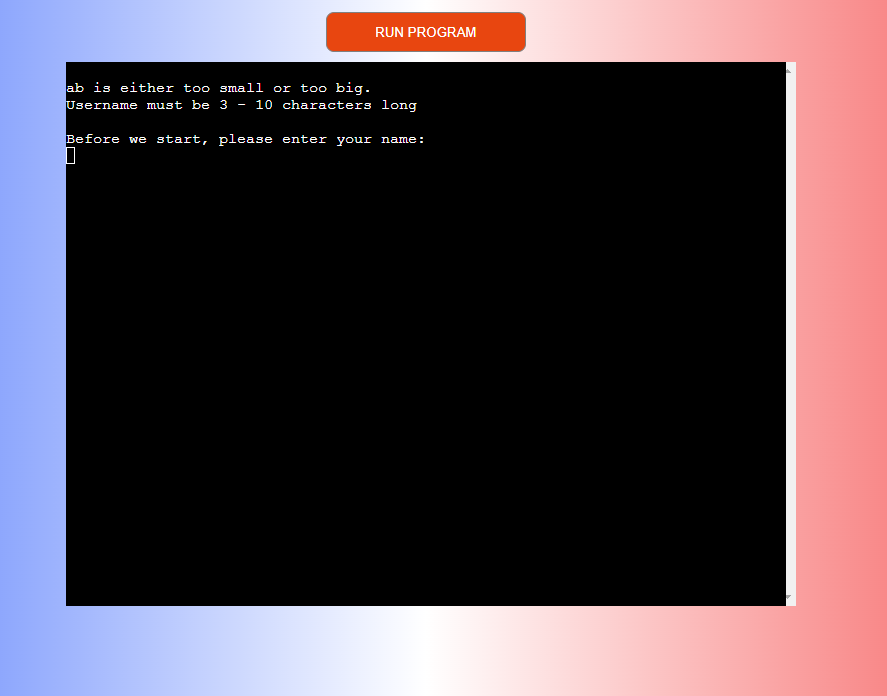 RUN PROGRAM
ab is either too small or too big.
Username must be 3 - 10 characters long
Before we start, please enter your name: